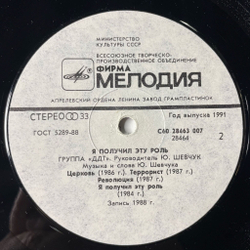 МИНИСТЕРСТВО
КУЛЬТУРЫ СССР
ВСЕСОЮЗНОЕ ТВОРЧЕСКО-
ПРОИЗВОДСТВЕННОЕ ОБЪЕДИНЕНИЕ
ФИРМА
МЕЛОДИЯ
АПРЕЛЕВСКИЙ ОРДЕНА ЛЕНИНА ЗАВОД ГРАМПЛАСТИНОК
СТЕРЕО 33
Год выпуска 1991
ГОСТ 5289-88
С60 28463 007
28464
2
Я ПОЛУЧИЛ ЭТУ РОЛЬ
ГРУППА «ДДТ». Руководитель Ю. ШЕВЧУК
Музыка и слова Ю. Шевчука
Церковь (1986 г.) Террорист (1987 г.)
Революция (1987 г.)
Я получил эту роль
(1984 г.)
Запись 1988 г.